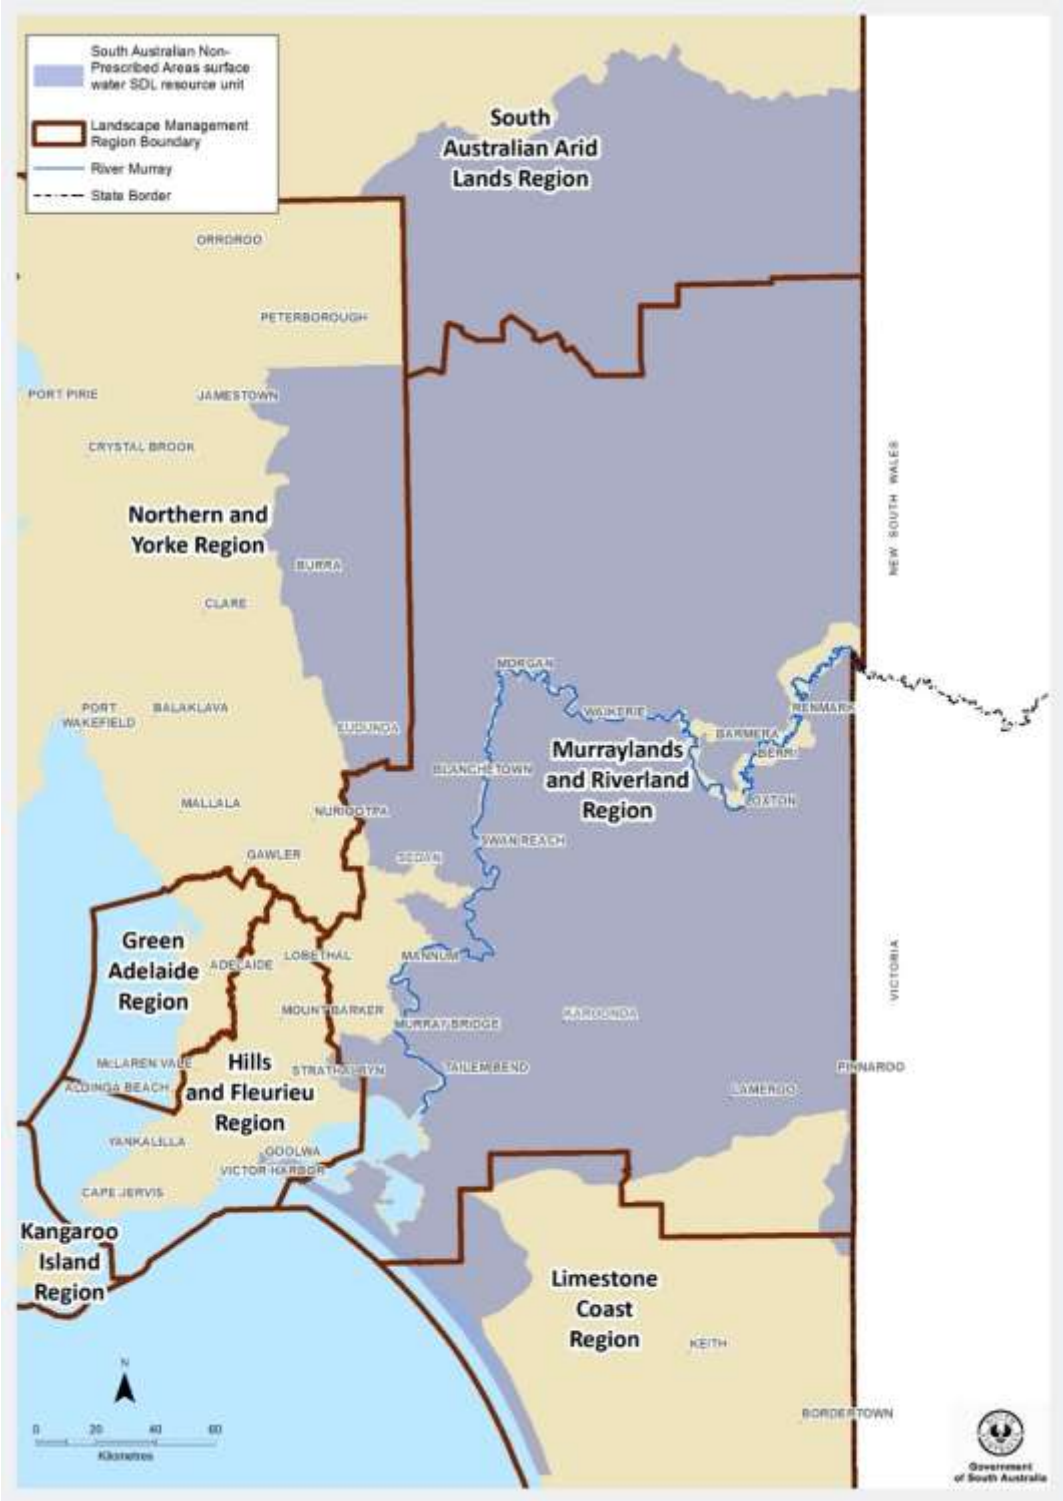 South Australian Non-
Prescribed Areas surface
water SDL resource unit
Landscape Management
Region Boundary
River Murray
State Border
South
Australian Arid
Lands Region
ORROROO
PETERBOROUGH
PORT PIRIE
JAMESTOWN
CRYSTAL BROOK
Northern and
Yorke Region
NEW SOUTH WALES
BURRA
CLARE
MORGAN
PORT
WAKEFIELD
BALAKLAVA
EUDUNDA
WAIKERIE
RENMARK
BARMERA
BERRI
Murraylands
and Riverland
Region
BLANCHETOWN
LOXTON
MALLALA
NURIOOTPA
SWAN REACH
GAWLER
SEDAN
Green
Adelaide
Region
ADELAIDE
LOBETHAL
MANNUM
VICTORIA
MOUNT BARKER
KAROONDA
MURRAY BRIDGE
McLAREN VALE
Hills
and Fleurieu
Region
STRATHALBYN
TAILEM BEND
PINNAROO
ALDINGA BEACH
LAMEROO
YANKALILLA
GOOLWA
VICTOR HARBOR
CAPE JERVIS
Kangaroo
Island
Region
Limestone
Coast
Region
KEITH
N
BORDERTOWN
0 20 40 60
Kilometres
Government
of South Australia